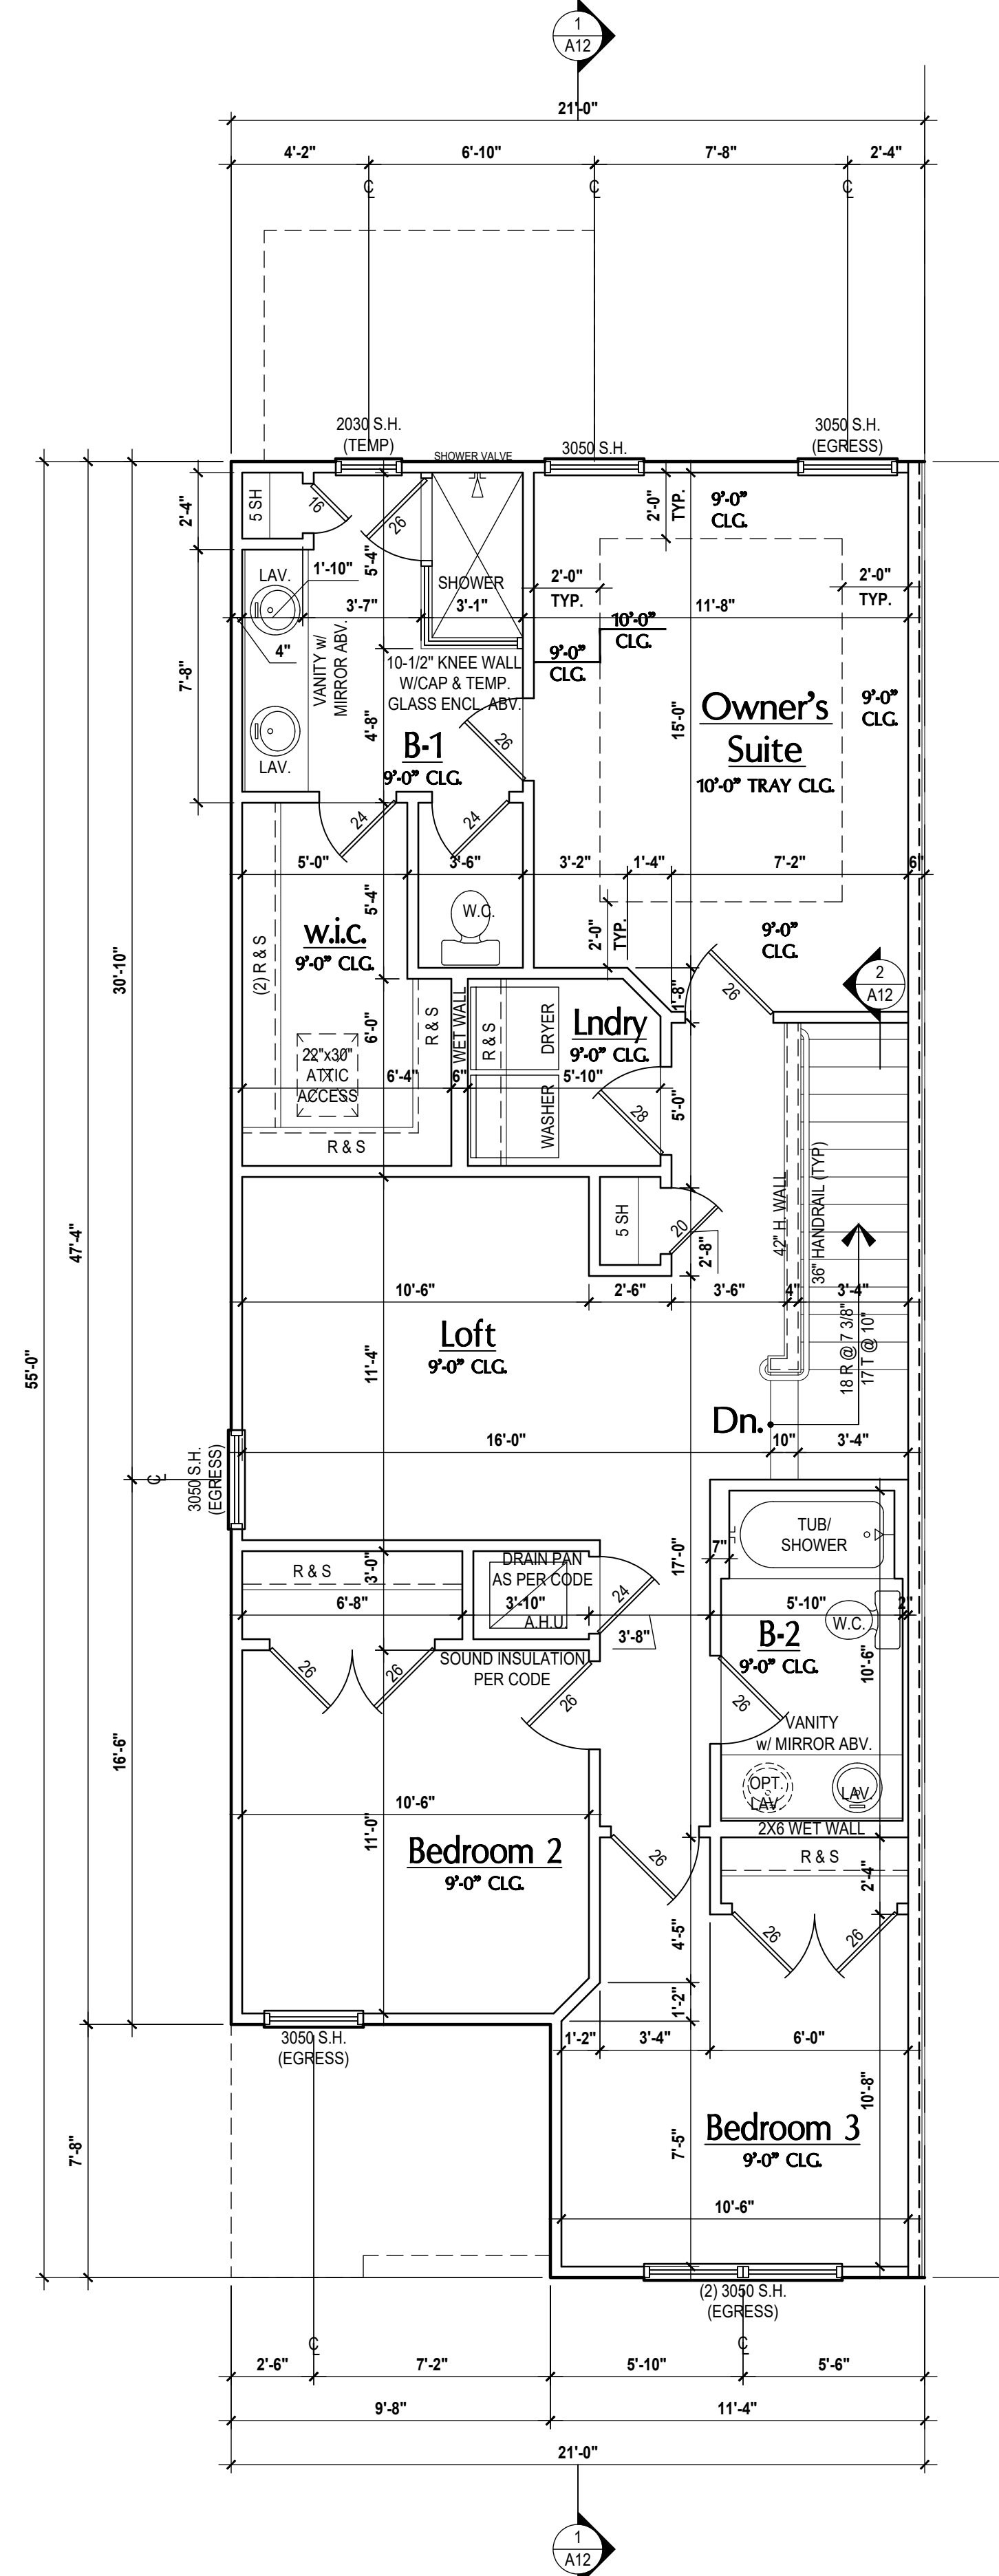 1
A12
21'-0"
4'-2"
6'-10"
7'-8"
2'-4"
℄
℄
℄
2030 S.H.
(TEMP)
SHOWER VALVE
3050 S.H.
3050 S.H.
(EGRESS)
2'-4"
5 SH
16
26
5'-4"
2'-0"
TYP.
9'-0"
CLG.
LAV.
1'-10"
SHOWER
2'-0"
TYP.
2'-0"
TYP.
3'-7"
3'-1"
11'-8"
4"
VANITY w/
MIRROR ABV.
10'-0"
CLG.
9'-0"
CLG.
10-1/2" KNEE WALL
W/CAP & TEMP.
GLASS ENCL. ABV.
7'-8"
4'-8"
LAV.
B-1
9'-0" CLG.
26
15'-0"
Owner's
Suite
10'-0" TRAY CLG.
9'-0"
CLG.
24
24
5'-0"
3'-6"
3'-2"
1'-4"
7'-2"
6"
5'-4"
W.C.
w.i.c.
9'-0" CLG.
(2) R & S
2'-0"
TYP.
9'-0"
CLG.
30'-10"
26
1'-8"
2
A12
6'-0"
R & S
WET WALL
R & S
DRYER
Lndry
9'-0" CLG.
22"x30"
ATTIC
ACCESS
6'-4"
6"
5'-10"
WASHER
28
5'-0"
R & S
42" H. WALL
36" HANDRAIL (TYP)
5 SH
20
2'-8"
47'-4"
10'-6"
2'-6"
3'-6"
4"
3'-4"
Loft
9'-0" CLG.
11'-4"
18 R @ 7 3/8"
17 T @ 10"
55'-0"
Dn.
16'-0"
10"
3'-4"
℄
3050 S.H.
(EGRESS)
TUB/
SHOWER
R & S
3'-0"
DRAIN PAN
AS PER CODE
A.H.U.
24
17'-0"
7"
6'-8"
3'-10"
5'-10"
2"
3'-8"
W.C.
B-2
9'-0" CLG.
10'-6"
SOUND INSULATION
PER CODE
26
26
26
26
VANITY
w/ MIRROR ABV.
16'-6"
OPT.
LAV.
LAV.
10'-6"
11'-0"
2X6 WET WALL
Bedroom 2
9'-0" CLG.
26
R & S
2'-4"
26
26
4'-5"
1'-2"
3050 S.H.
(EGRESS)
1'-2"
3'-4"
6'-0"
10'-8"
7'-8"
Bedroom 3
9'-0" CLG.
7'-5"
10'-6"
(2) 3050 S.H.
(EGRESS)
℄
℄
2'-6"
7'-2"
5'-10"
5'-6"
9'-8"
11'-4"
21'-0"
1
A12